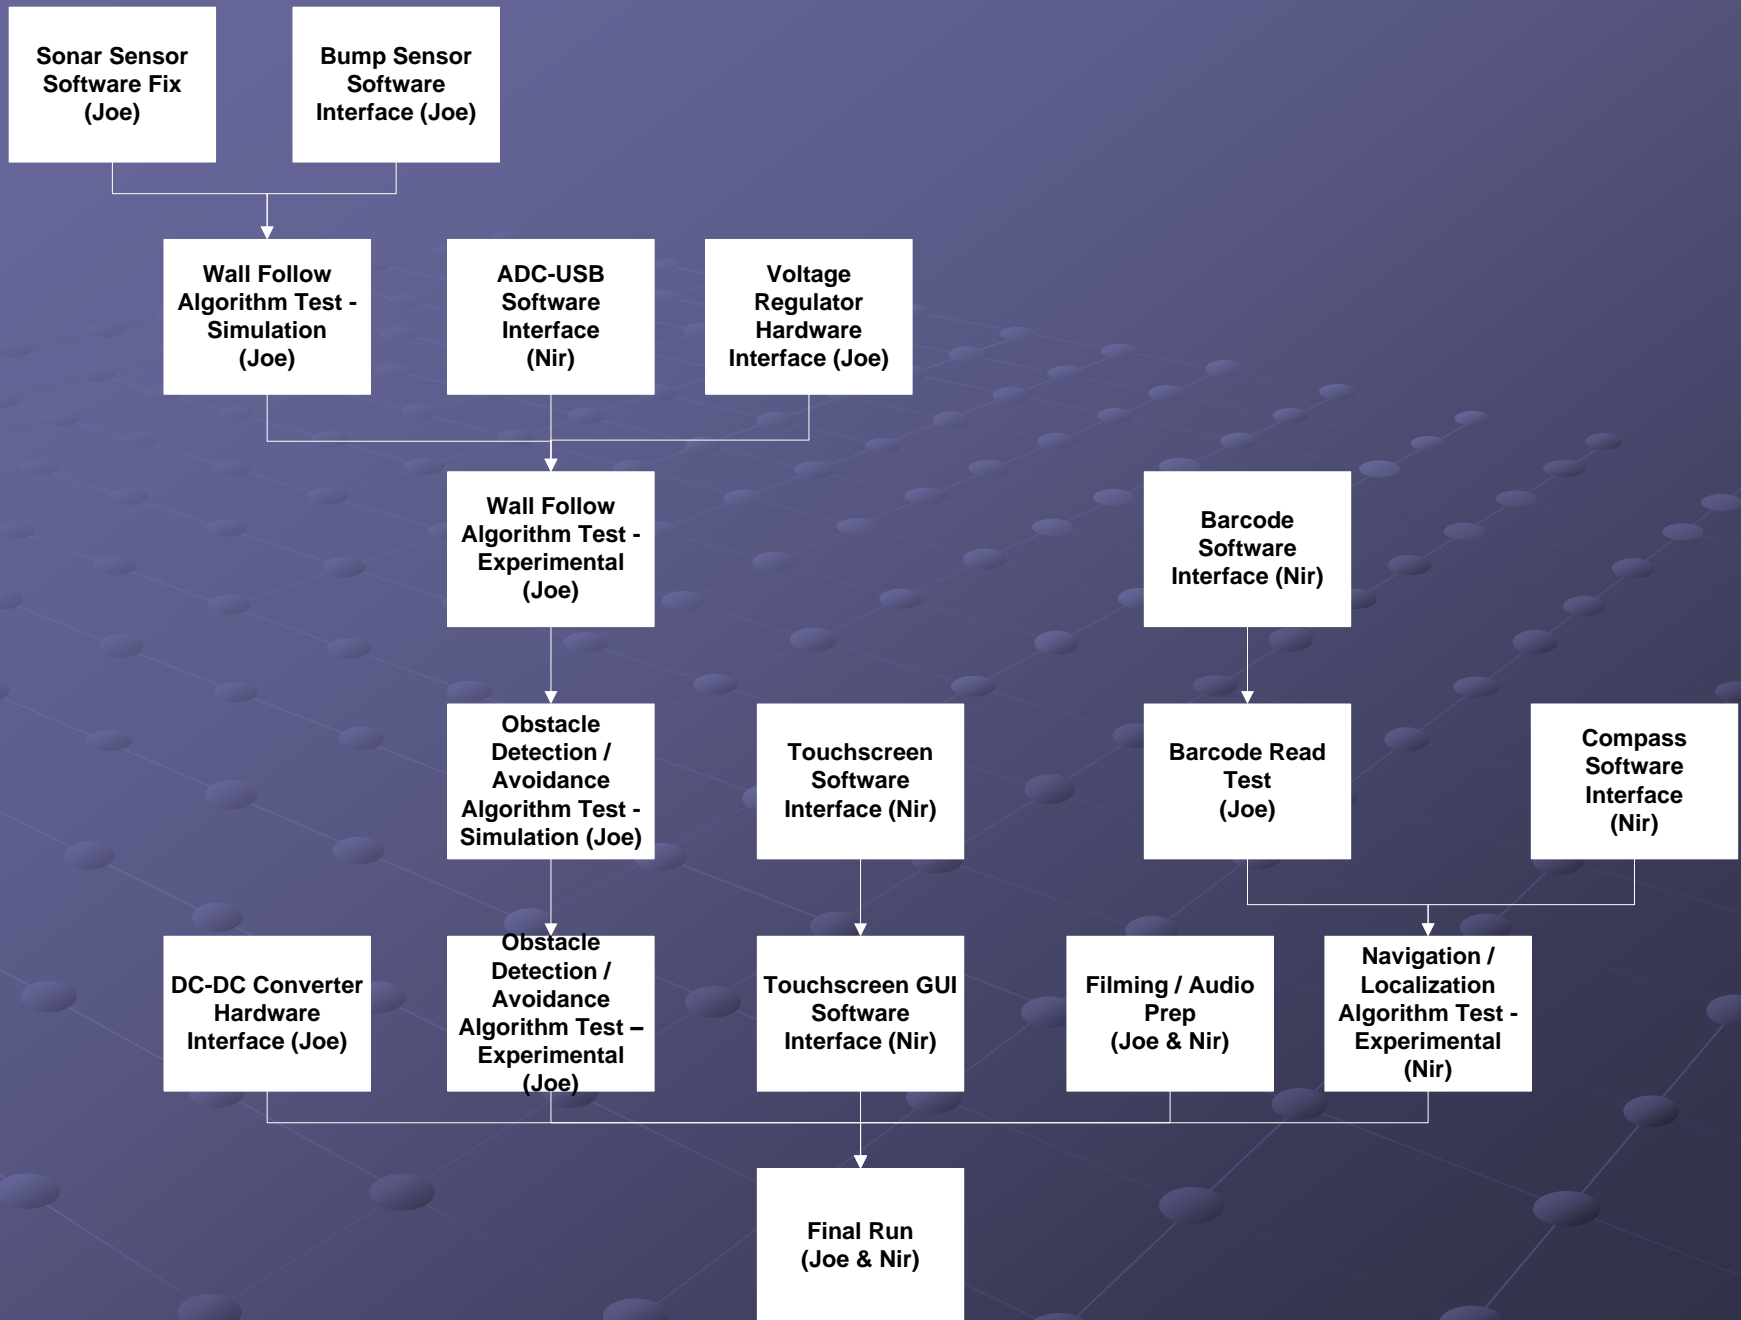 Sonar Sensor
Software Fix
(Joe)
Bump Sensor
Software
Interface (Joe)
Wall Follow
Algorithm Test -
Simulation
(Joe)
ADC-USB
Software
Interface
(Nir)
Voltage
Regulator
Hardware
Interface (Joe)
Wall Follow
Algorithm Test -
Experimental
(Joe)
Barcode
Software
Interface (Nir)
Obstacle
Detection /
Avoidance
Algorithm Test -
Simulation (Joe)
Touchscreen
Software
Interface (Nir)
Barcode Read
Test
(Joe)
Compass
Software
Interface
(Nir)
DC-DC Converter
Hardware
Interface (Joe)
Obstacle
Detection /
Avoidance
Algorithm Test –
Experimental
(Joe)
Touchscreen GUI
Software
Interface (Nir)
Filming / Audio
Prep
(Joe & Nir)
Navigation /
Localization
Algorithm Test -
Experimental
(Nir)
Final Run
(Joe & Nir)